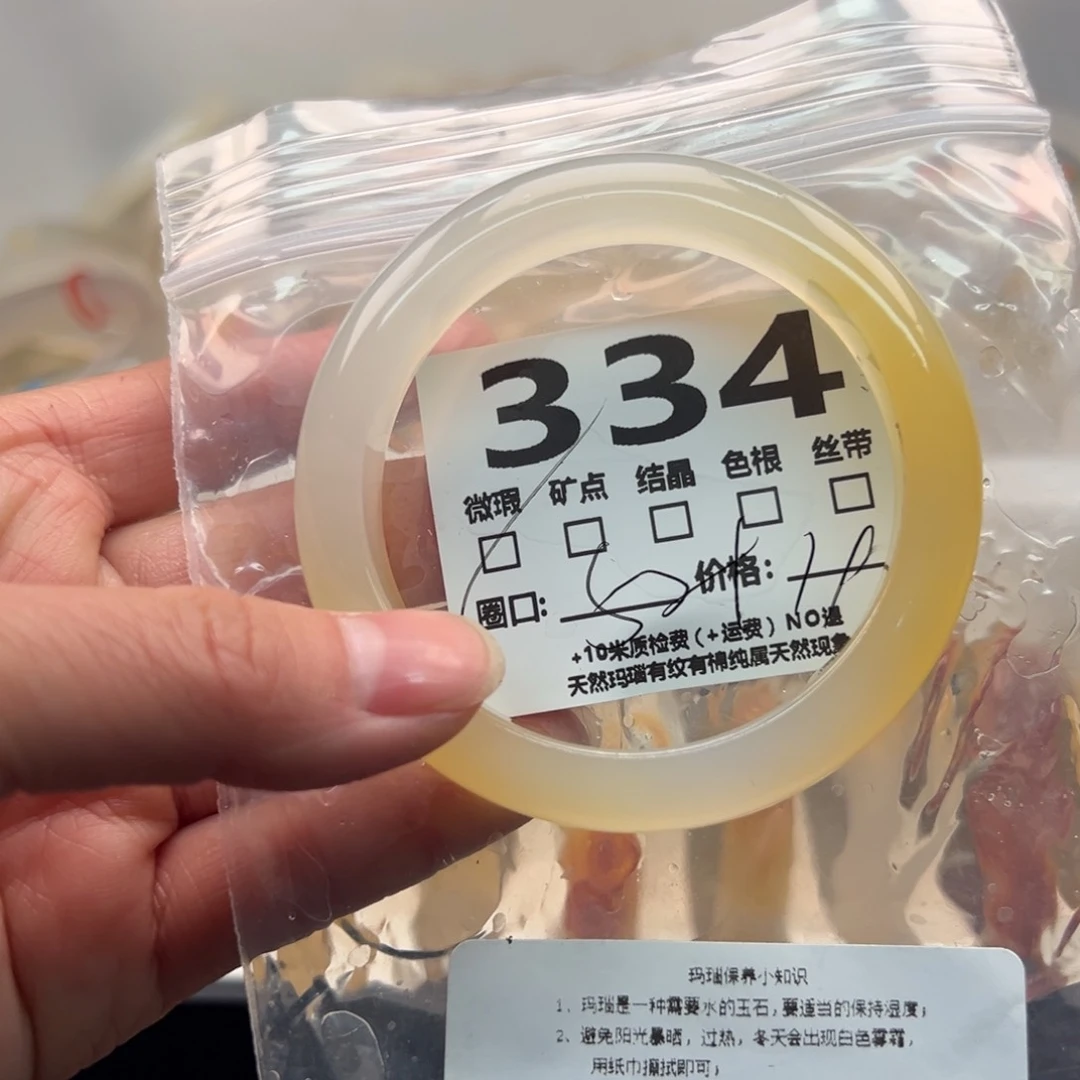 334
微瑕 矿点 结晶 色根 丝带
圈口: 价格:
+10米质检费(+运费)NO退
天然玛瑙有纹有棉纯属天然现象
玛瑙保养小知识
1、玛瑙是一种需要水的玉石,要适当的保持湿度;
2、避免阳光暴晒,过热,冬天会出现白色雾霜,
用纸巾擦拭即可;